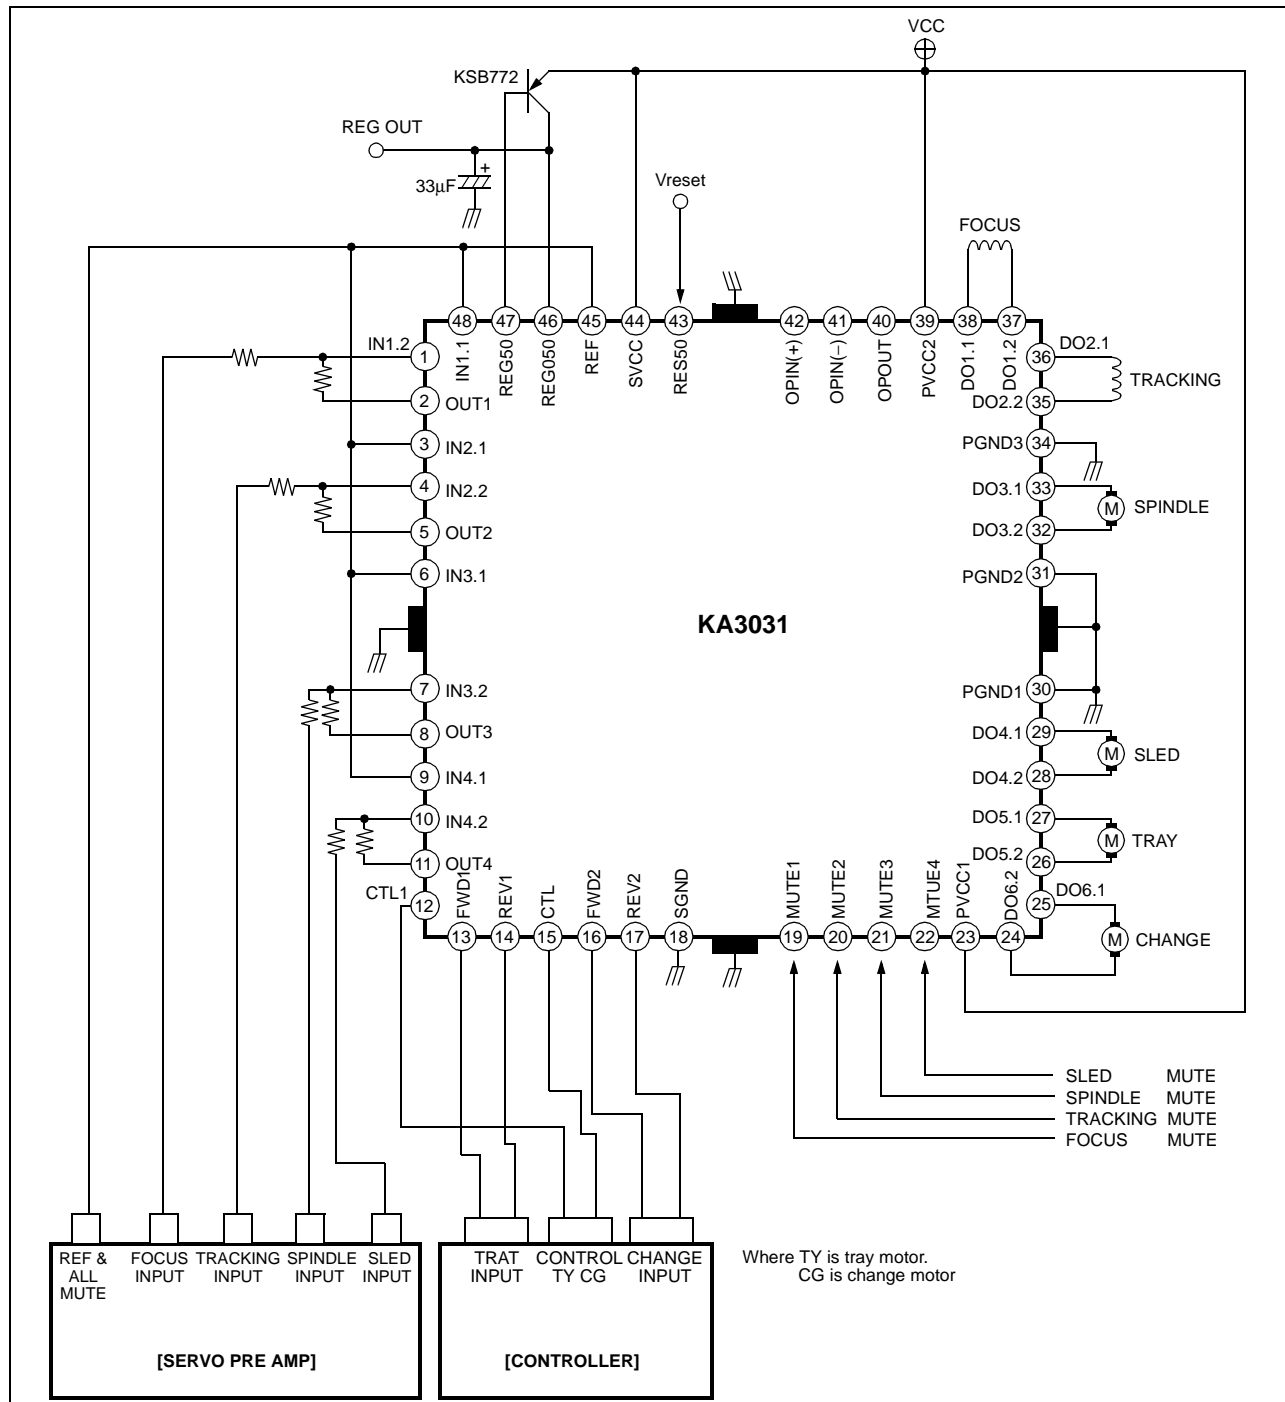 VCC
KSB772
REG OUT
+
33µF
Vreset
FOCUS
48 47 46 45 44 43 42 41 40 39 38 37
IN1.1
REG50
REG050
REF
SVCC
RES50
OPIN(+)
OPIN(−)
OPOUT
PVCC2
DO1.1
DO1.2
IN1.2
1
2 OUT1
3 IN2.1
4 IN2.2
5 OUT2
6 IN3.1
7 IN3.2
8 OUT3
9 IN4.1
10 IN4.2
11 OUT4
CTL1
12
KA3031
36 DO2.1
TRACKING
DO2.2 35
PGND3 34
DO3.1 33
M SPINDLE
DO3.2 32
PGND2 31
PGND1 30
DO4.1 29
M SLED
DO4.2 28
DO5.1 27
M TRAY
DO5.2 26
DO6.1
25
M CHANGE
FWD1
REV1
CTL
FWD2
REV2
SGND
MUTE1
MUTE2
MUTE3
MTUE4
PVCC1
DO6.2
13 14 15 16 17 18 19 20 21 22 23 24
SLED MUTE
SPINDLE MUTE
TRACKING MUTE
FOCUS MUTE
REF &
ALL
MUTE
FOCUS
INPUT
TRACKING
INPUT
SPINDLE
INPUT
SLED
INPUT
[SERVO PRE AMP]
TRAT
INPUT
CONTROL
TY CG
CHANGE
INPUT
[CONTROLLER]
Where TY is tray motor.
CG is change motor